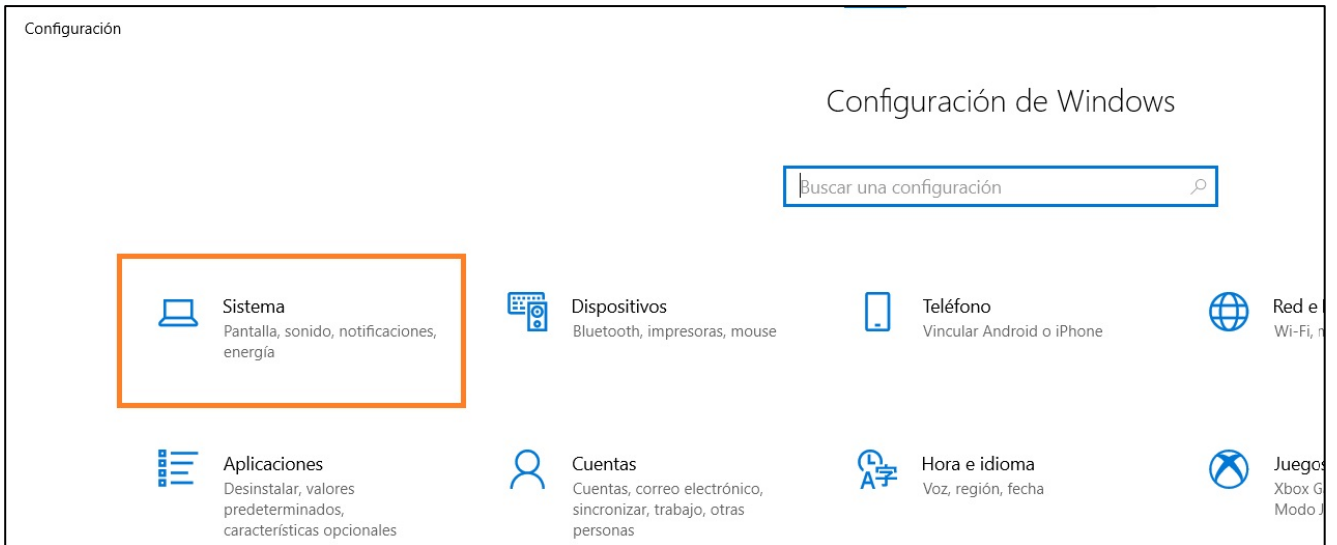 Configuración
Configuración de Windows
Buscar una configuración
Sistema
Pantalla, sonido, notificaciones,
energía
Dispositivos
Bluetooth, impresoras, mouse
Teléfono
Vincular Android o iPhone
Red e
Wi-Fi,
Aplicaciones
Desinstalar, valores
predeterminados,
características opcionales
Cuentas
Cuentas, correo electrónico,
sincronizar, trabajo, otras
personas
Hora e idioma
Voz, región, fecha
Juegos
Xbox G
Modo J